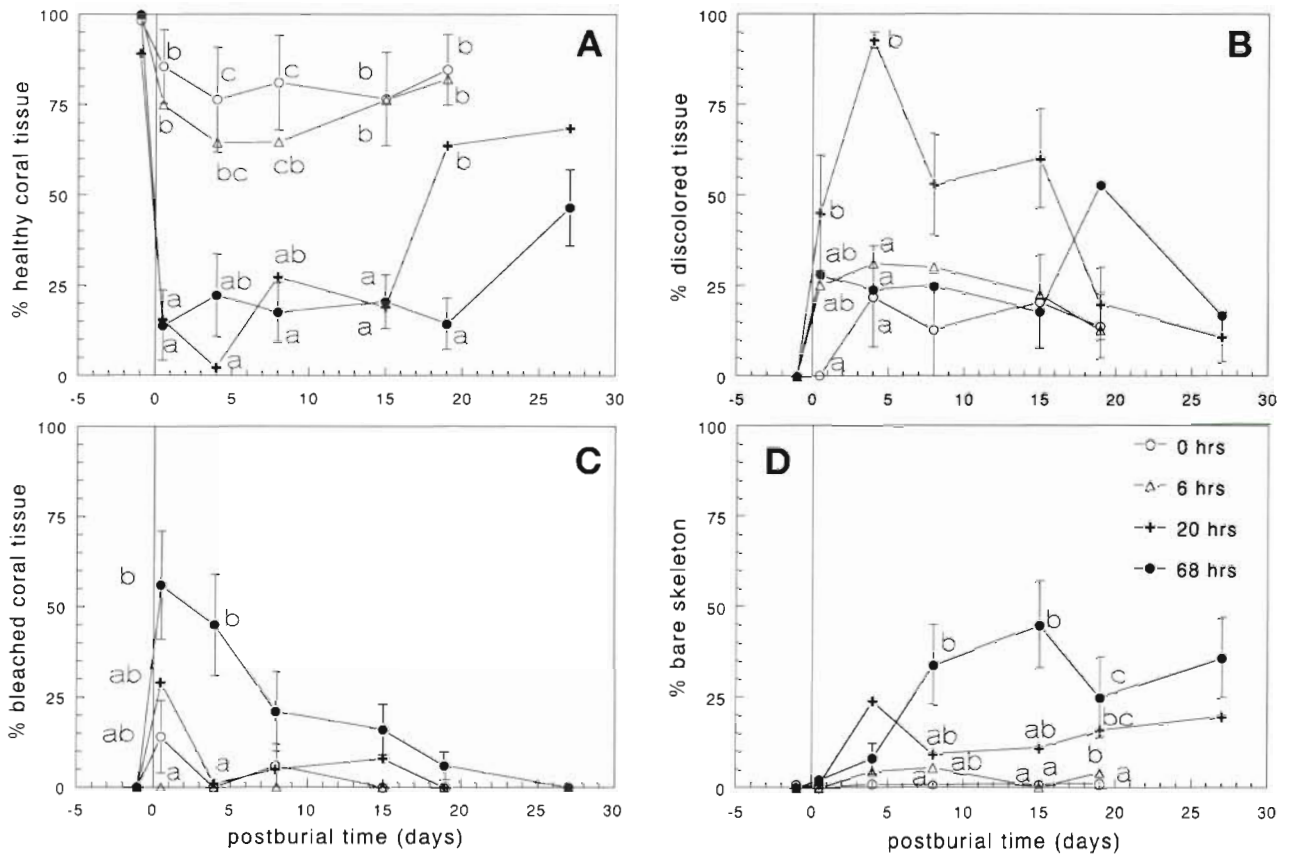 100
75
50
25
0
% healthy coral tissue
A
b
c
c
b
b
b
bc
cb
b
b
b
a
ab
ab
a
a
a
a
a
a
-5 0 5 10 15 20 25 30
100
75
50
25
0
% discolored tissue
B
b
b
ab
a
ab
a
a
a
-5 0 5 10 15 20 25 30
100
75
50
25
0
% bleached coral tissue
C
b
b
ab
ab
a
a
-5 0 5 10 15 20 25 30
postburial time (days)
100
75
50
25
0
% bare skeleton
D
0 hrs
6 hrs
20 hrs
68 hrs
b
b
c
ab
ab
bc
ab
a
a
b
a
a
-5 0 5 10 15 20 25 30
postburial time (days)